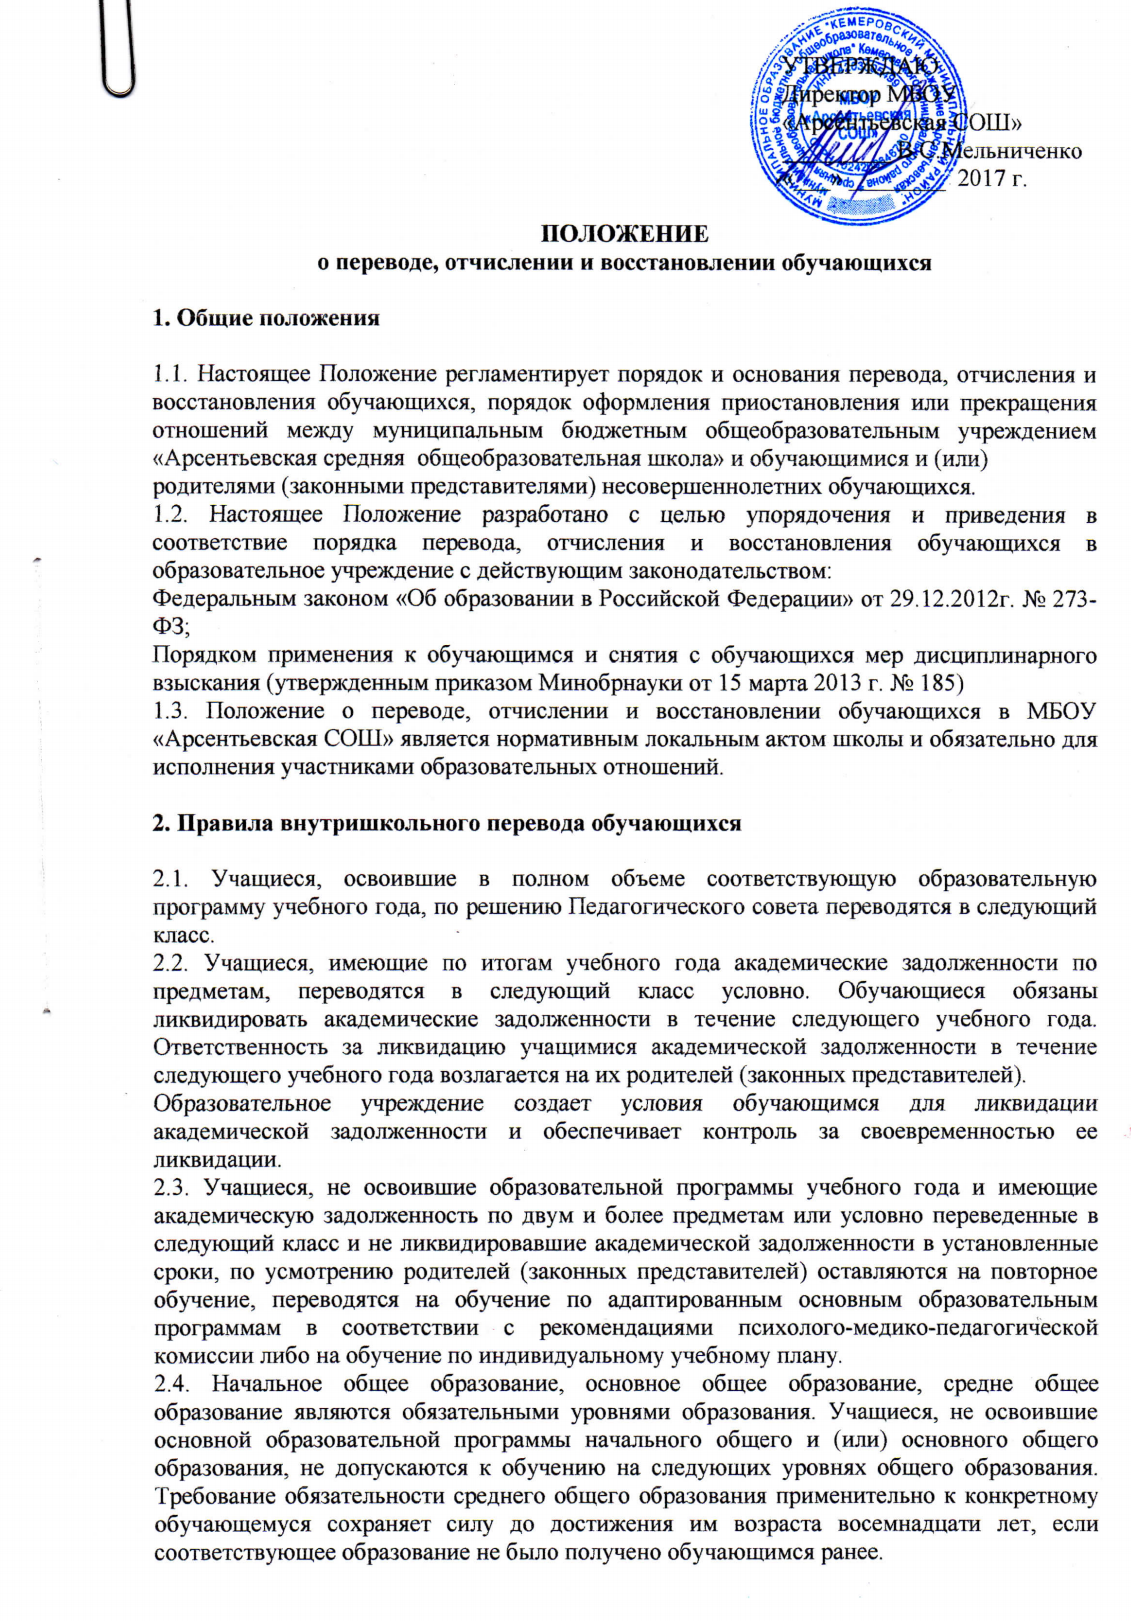 УТВЕРЖДАЮ
Директор МБОУ
«Арсентьевская СОШ»
В.С.Мельниченко
2017 г.
ПОЛОЖЕНИЕ
о переводе, отчислении и восстановлении обучающихся
1. Общие положения
1.1. Настоящее Положение регламентирует порядок и основания перевода, отчисления и
восстановления обучающихся, порядок оформления приостановления или прекращения
отношений между муниципальным бюджетным общеобразовательным учреждением
«Арсентьевская средняя общеобразовательная школа» и обучающимися и (или)
родителями (законными представителями) несовершеннолетних обучающихся.
1.2. Настоящее Положение разработано с целью упорядочения и приведения в
соответствие порядка перевода, отчисления и восстановления обучающихся в
образовательное учреждение с действующим законодательством:
Федеральным законом «Об образовании в Российской Федерации» от 29.12.2012г. № 273-
ФЗ;
Порядком применения к обучающимся и снятия с обучающихся мер дисциплинарного
взыскания (утвержденным приказом Минобрнауки от 15 марта 2013 г. № 185)
1.3. Положение о переводе, отчислении и восстановлении обучающихся в МБОУ
«Арсентьевская СОШ» является нормативным локальным актом школы и обязательно для
исполнения участниками образовательных отношений.
2. Правила внутришкольного перевода обучающихся
2.1. Учащиеся, освоившие в полном объеме соответствующую образовательную
программу учебного года, по решению Педагогического совета переводятся в следующий
класс.
2.2. Учащиеся, имеющие по итогам учебного года академические задолженности по
предметам, переводятся в следующий класс условно. Обучающиеся обязаны
ликвидировать академические задолженности в течение следующего учебного года.
Ответственность за ликвидацию учащимися академической задолженности в течение
следующего учебного года возлагается на их родителей (законных представителей).
Образовательное учреждение создает условия обучающимся для ликвидации
академической задолженности и обеспечивает контроль за своевременностью ее
ликвидации.
2.3. Учащиеся, не освоившие образовательной программы учебного года и имеющие
академическую задолженность по двум и более предметам или условно переведенные в
следующий класс и не ликвидировавшие академической задолженности в установленные
сроки, по усмотрению родителей (законных представителей) оставляются на повторное
обучение, переводятся на обучение по адаптированным основным образовательным
программам в соответствии с рекомендациями психолого-медико-педагогической
комиссии либо на обучение по индивидуальному учебному плану.
2.4. Начальное общее образование, основное общее образование, средне общее
образование являются обязательными уровнями образования. Учащиеся, не освоившие
основной образовательной программы начального общего и (или) основного общего
образования, не допускаются к обучению на следующих уровнях общего образования.
Требование обязательности среднего общего образования применительно к конкретному
обучающемуся сохраняет силу до достижения им возраста восемнадцати лет, если
соответствующее образование не было получено обучающимся ранее.
МУНИЦИПАЛЬНОЕ ОБРАЗОВАНИЕ "КЕМЕРОВСКИЙ МУНИЦИПАЛЬНЫЙ РАЙОН"
МБОУ
«Арсентьевская
СОШ»